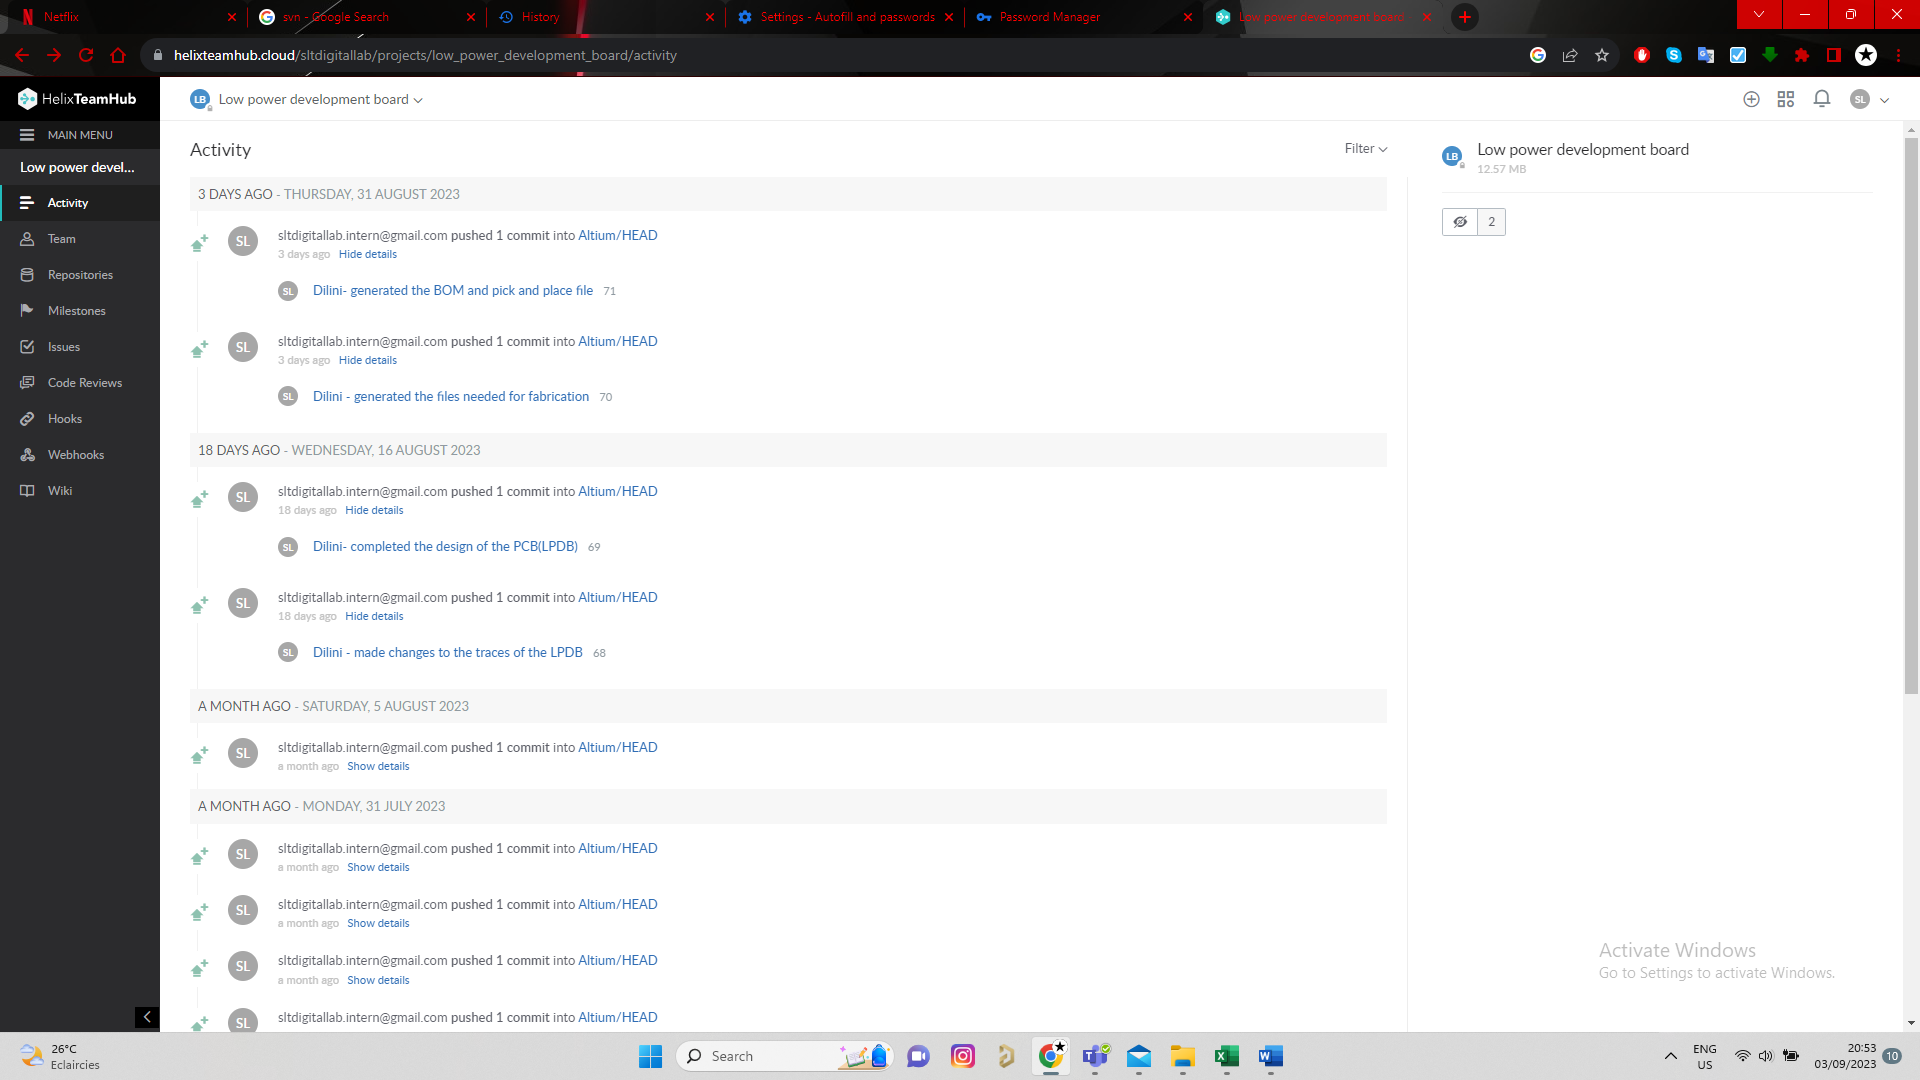 Netflix
svn - Google Search
History
Settings - Autofill and passwords
Password Manager
Low power development board
helixteamhub.cloud/sltdigitallab/projects/low_power_development_board/activity
HelixTeamHub
LB
Low power development board
SL
MAIN MENU
Low power devel...
Activity
Team
Repositories
Milestones
Issues
Code Reviews
Hooks
Webhooks
Wiki
Activity
Filter
3 DAYS AGO - THURSDAY, 31 AUGUST 2023
SL
sltdigitallab.intern@gmail.com pushed 1 commit into Altium/HEAD
3 days ago Hide details
SL
Dilini- generated the BOM and pick and place file 71
SL
sltdigitallab.intern@gmail.com pushed 1 commit into Altium/HEAD
3 days ago Hide details
SL
Dilini - generated the files needed for fabrication 70
18 DAYS AGO - WEDNESDAY, 16 AUGUST 2023
SL
sltdigitallab.intern@gmail.com pushed 1 commit into Altium/HEAD
18 days ago Hide details
SL
Dilini- completed the design of the PCB(LPDB) 69
SL
sltdigitallab.intern@gmail.com pushed 1 commit into Altium/HEAD
18 days ago Hide details
SL
Dilini - made changes to the traces of the LPDB 68
A MONTH AGO - SATURDAY, 5 AUGUST 2023
SL
sltdigitallab.intern@gmail.com pushed 1 commit into Altium/HEAD
a month ago Show details
A MONTH AGO - MONDAY, 31 JULY 2023
SL
sltdigitallab.intern@gmail.com pushed 1 commit into Altium/HEAD
a month ago Show details
SL
sltdigitallab.intern@gmail.com pushed 1 commit into Altium/HEAD
a month ago Show details
SL
sltdigitallab.intern@gmail.com pushed 1 commit into Altium/HEAD
a month ago Show details
SL
sltdigitallab.intern@gmail.com pushed 1 commit into Altium/HEAD
LB
Low power development board
12.57 MB
2
Activate Windows
Go to Settings to activate Windows.
26°C
Eclaircies
Search
ENG
US
20:53
03/09/2023
10